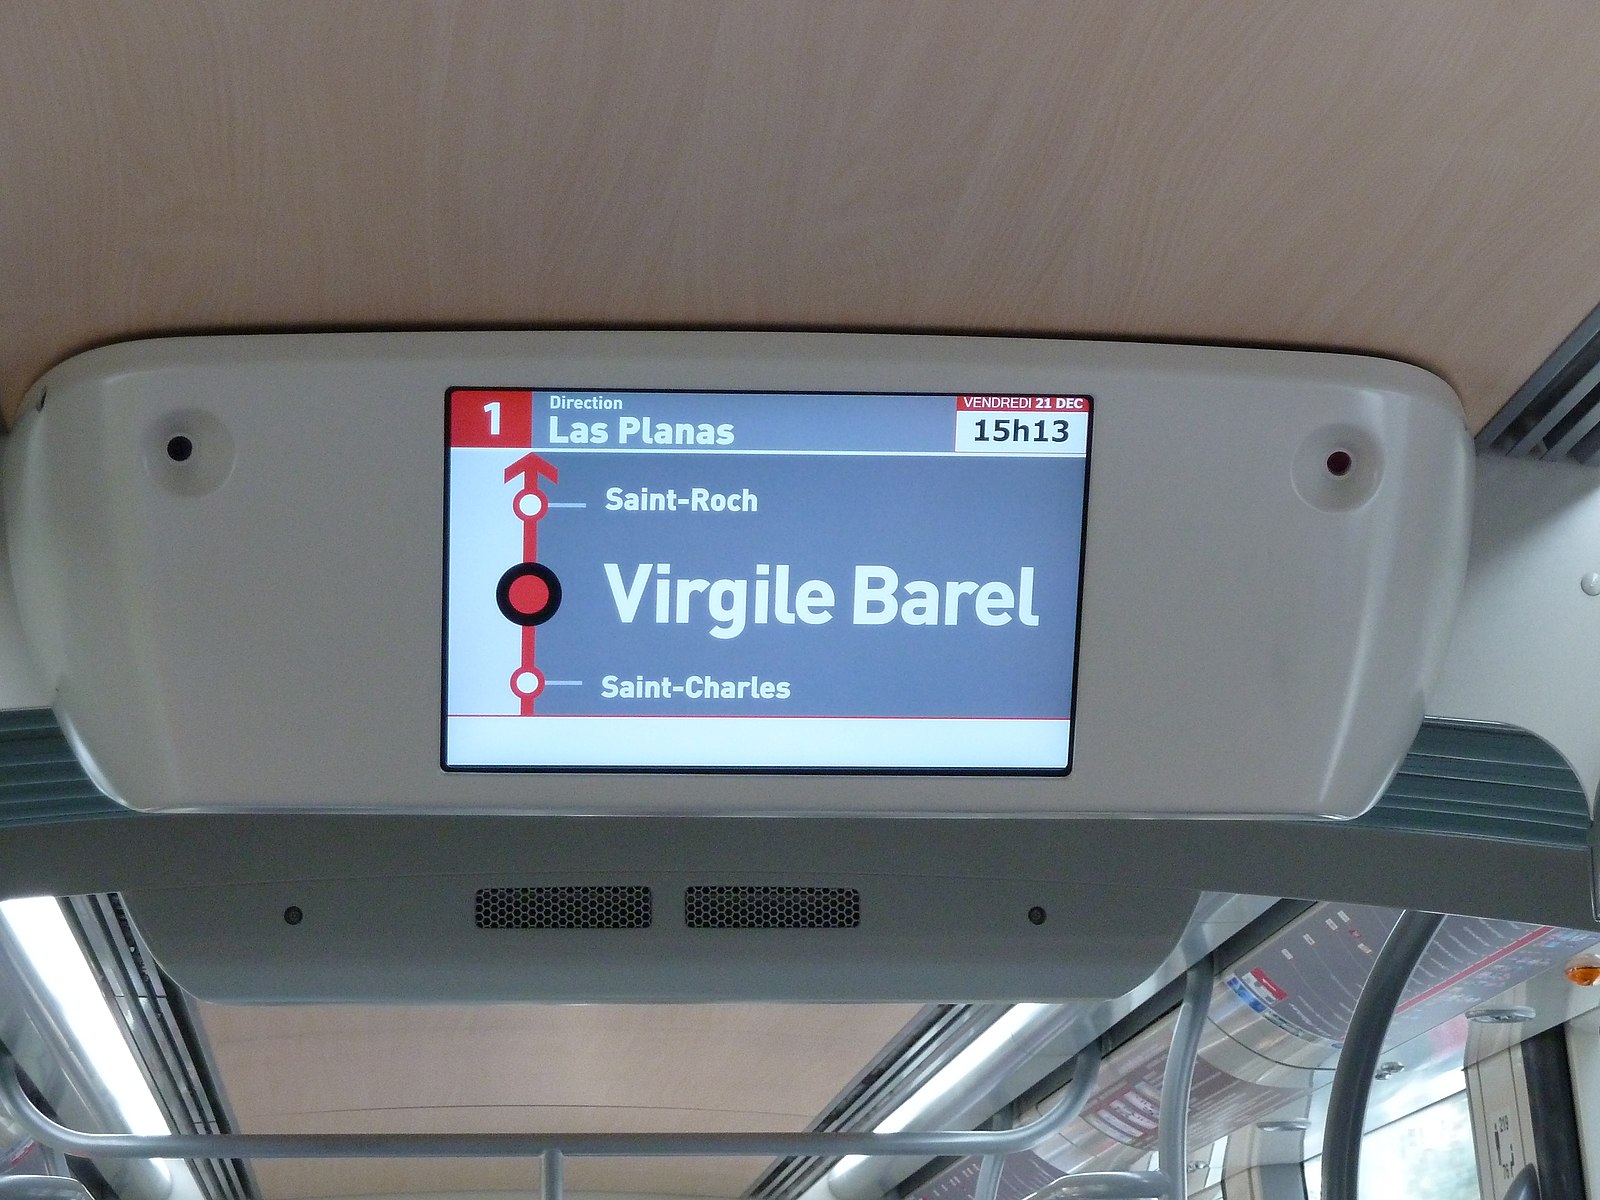 1
Direction
Las Planas
VENDREDI 21 DEC
15h13
Saint-Roch
Virgile Barel
Saint-Charles